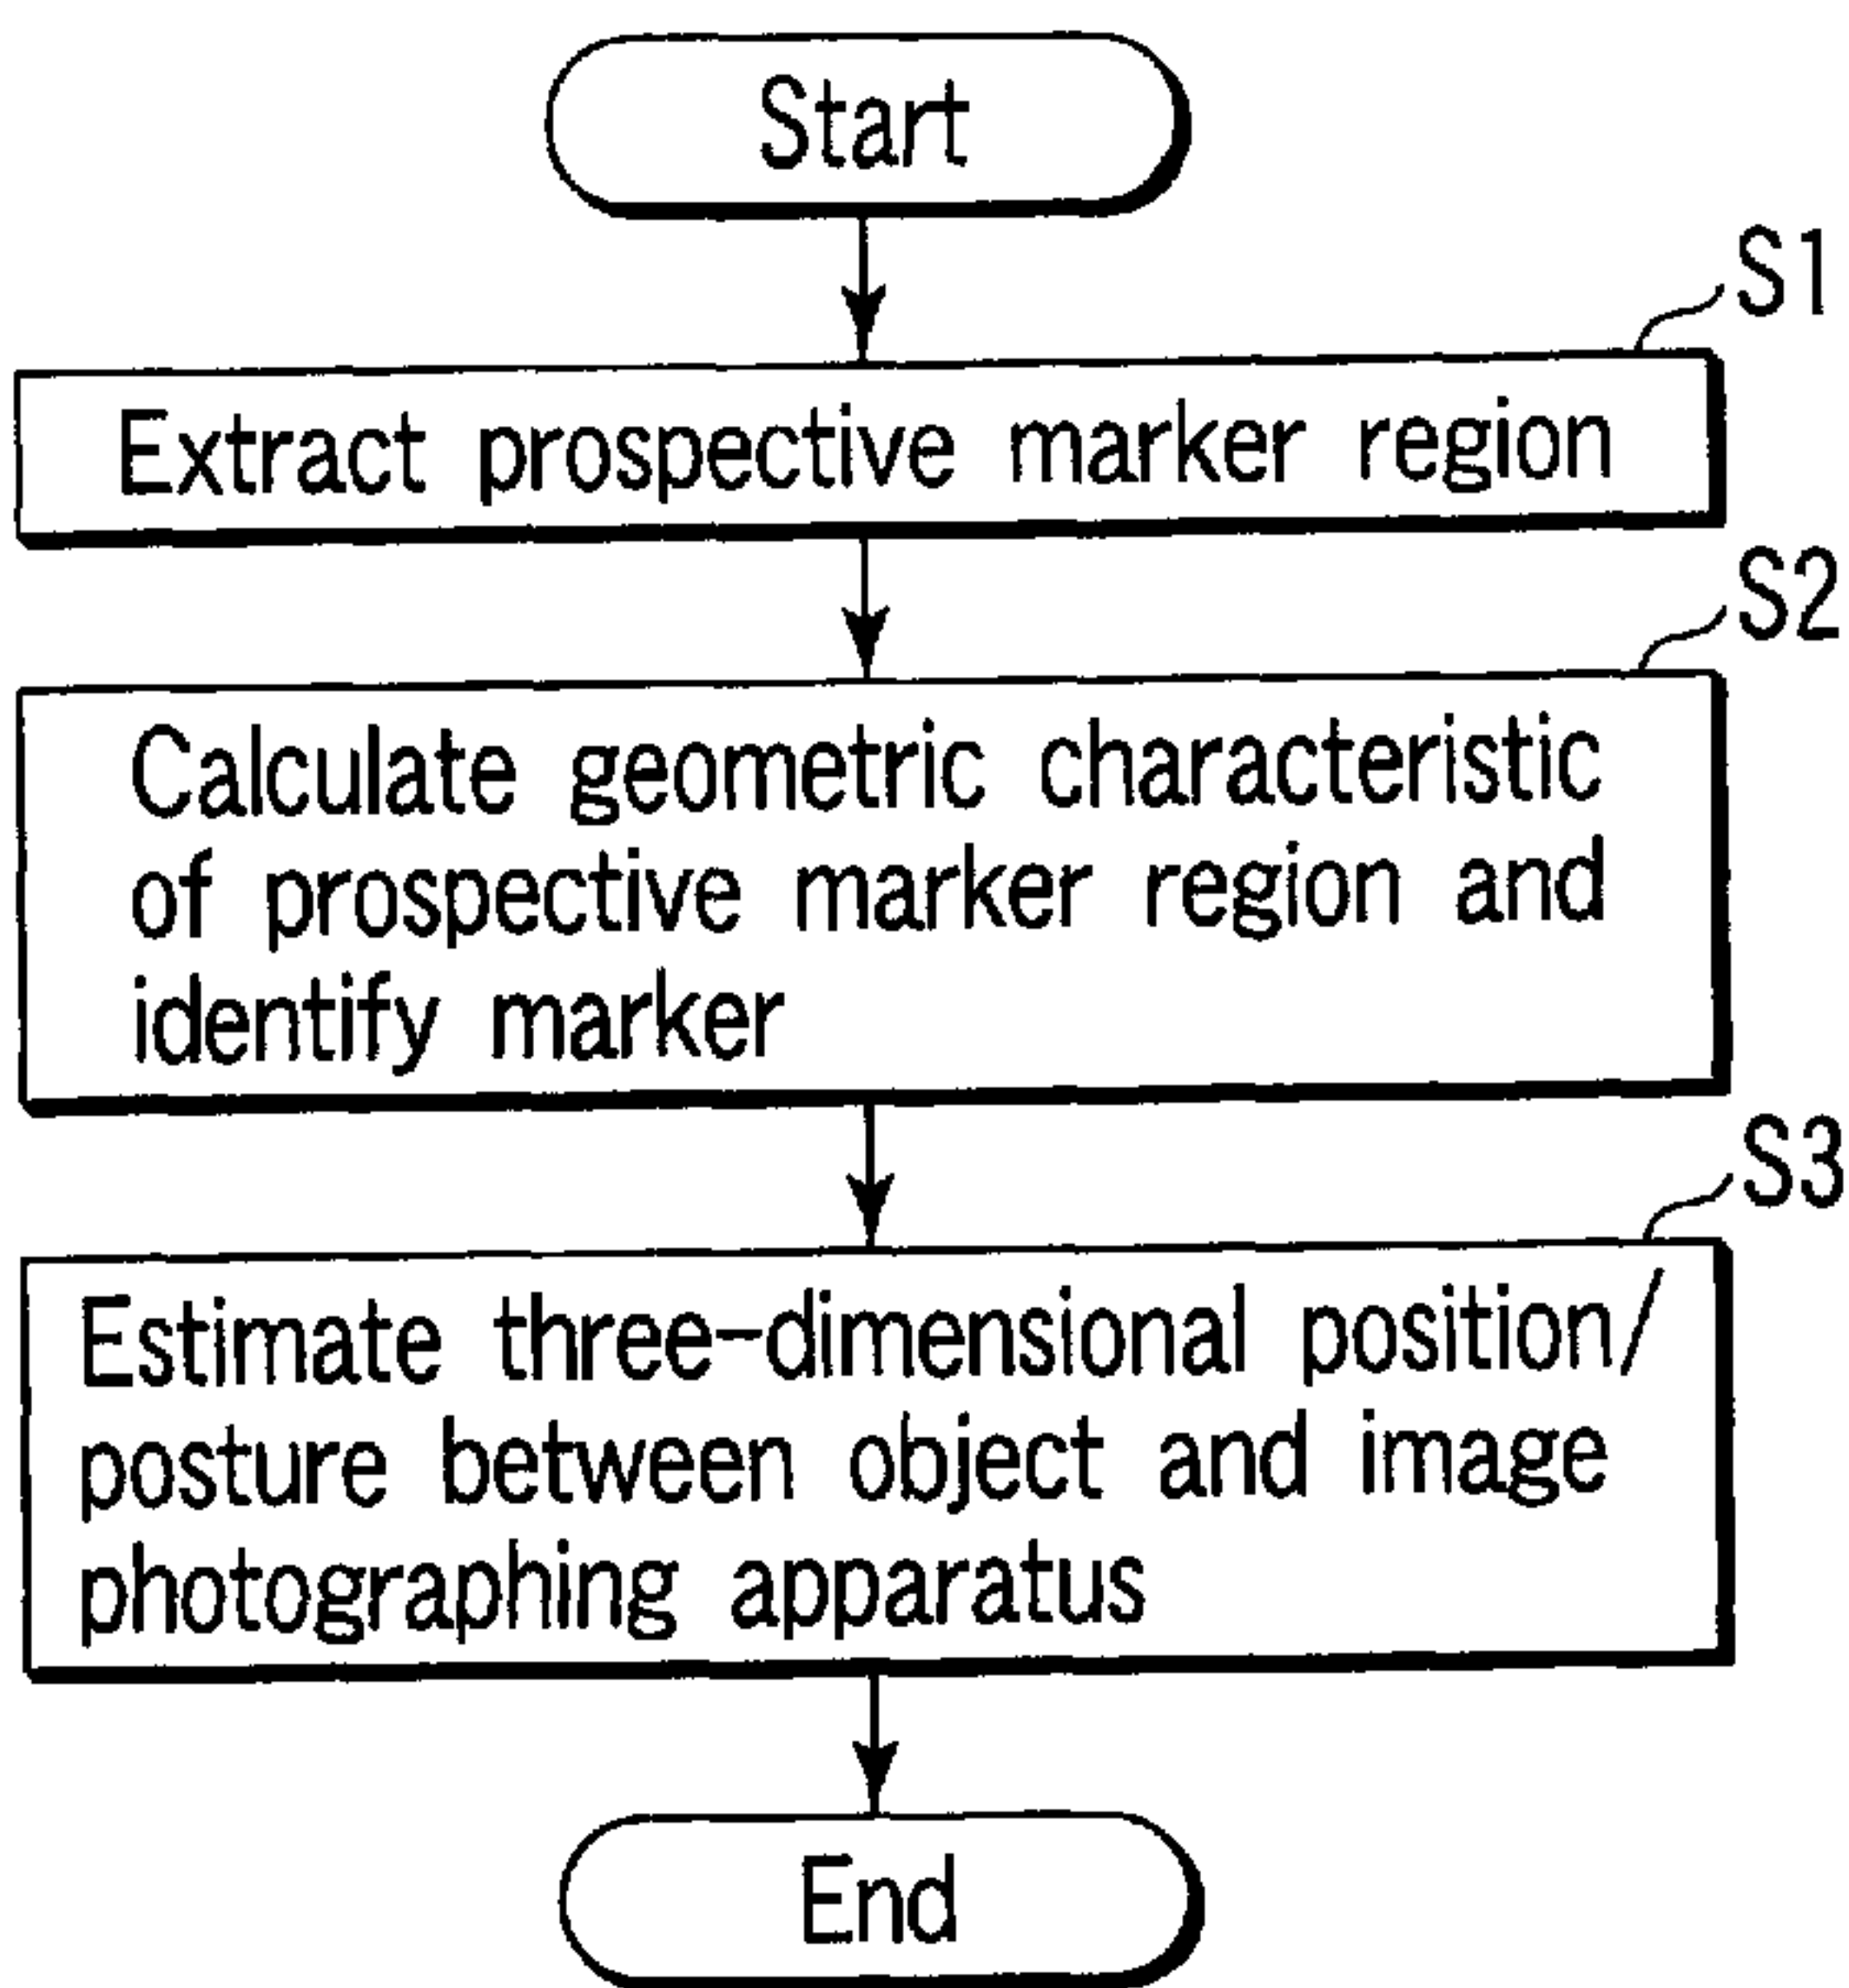 Start
S1
Extract prospective marker region
S2
Calculate geometric characteristic
of prospective marker region and
identify marker
S3
Estimate three-dimensional position/
posture between object and image
photographing apparatus
End